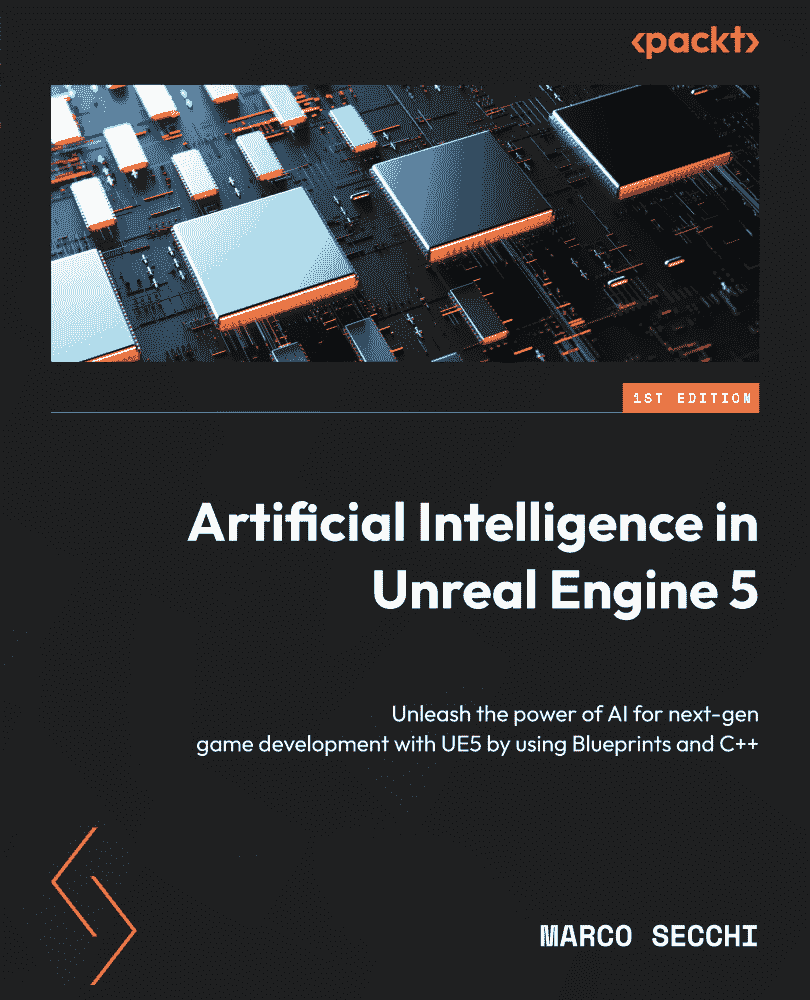 <packt>
1ST EDITION
Artificial Intelligence in
Unreal Engine 5
Unleash the power of AI for next-gen
game development with UE5 by using Blueprints and C++
MARCO SECCHI